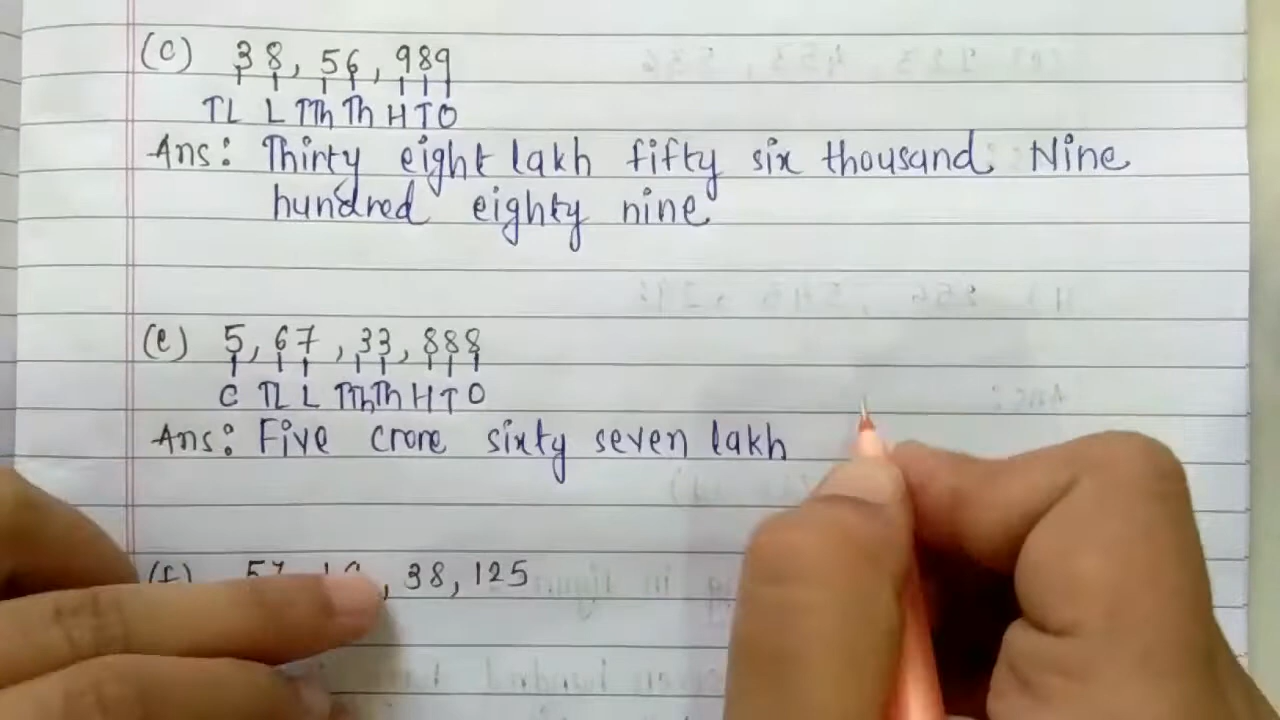 (c) 38, 56, 989
TL L TTh Th H T O
Ans: Thirty eight lakh fifty six thousand Nine
hundred eighty nine
(e) 5, 67, 33, 888
C TL L TTh Th H T O
Ans: Five crore sixty seven lakh
(f) 57, 38, 125